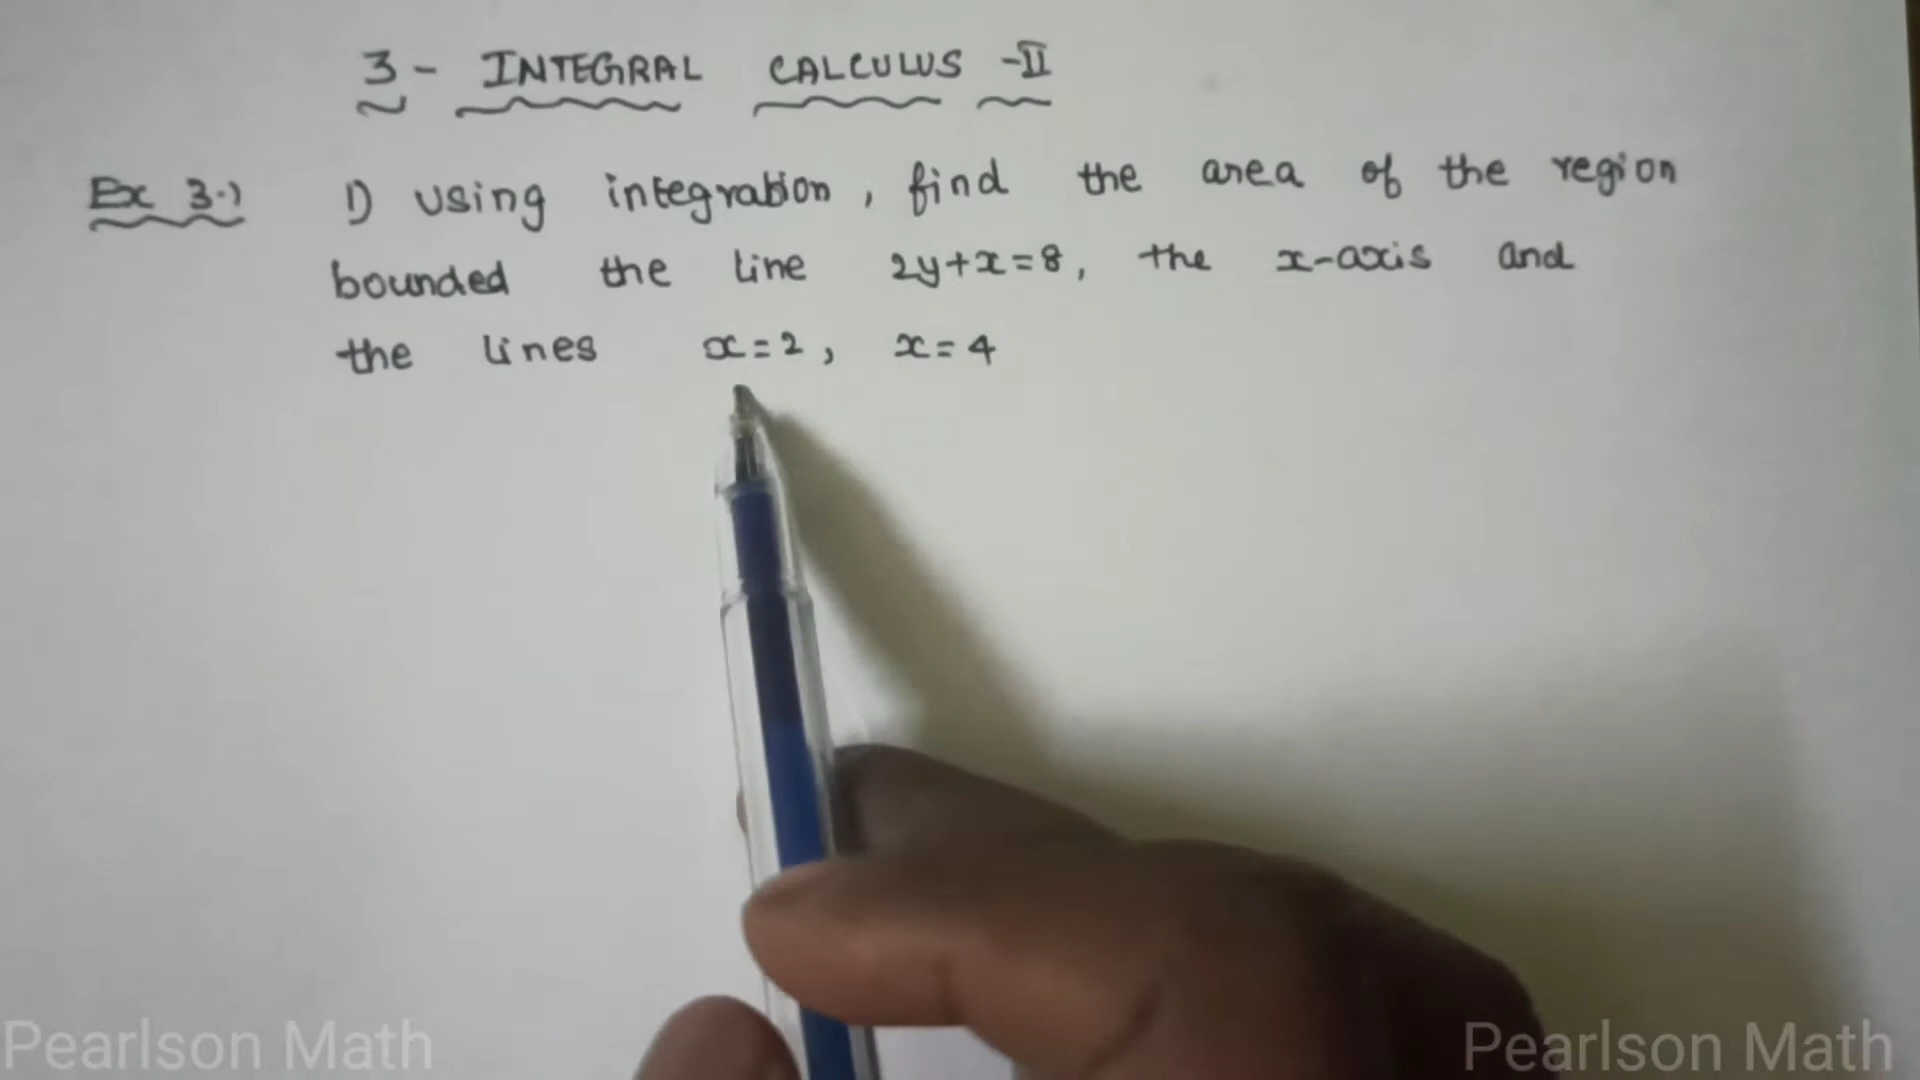 3 - INTEGRAL CALCULUS -II
Ex 3.1 1) using integration, find the area of the region
bounded the line 2y+x=8, the x-axis and
the lines x=2, x=4
Pearlson Math Pearlson Math